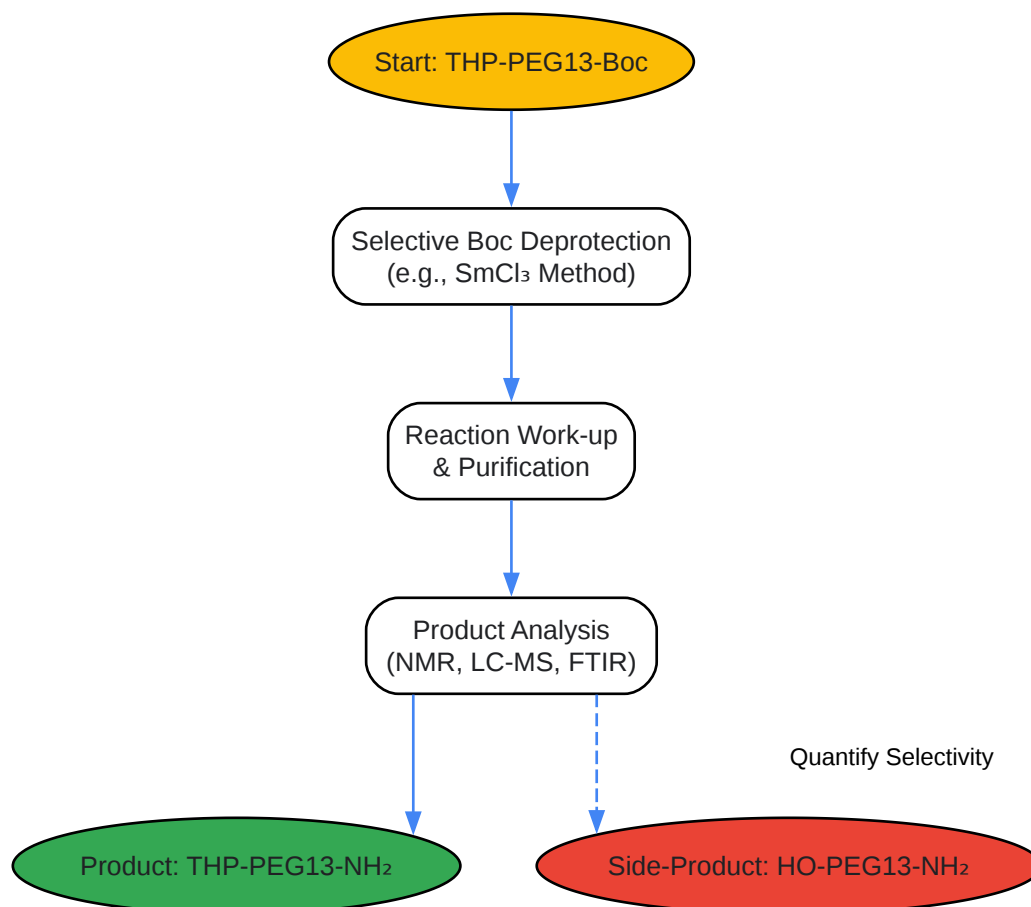 Start: THP-PEG13-Boc
Selective Boc Deprotection
(e.g., SmCl₃ Method)
Reaction Work-up
& Purification
Product Analysis
(NMR, LC-MS, FTIR)
Quantify Selectivity
Product: THP-PEG13-NH₂
Side-Product: HO-PEG13-NH₂